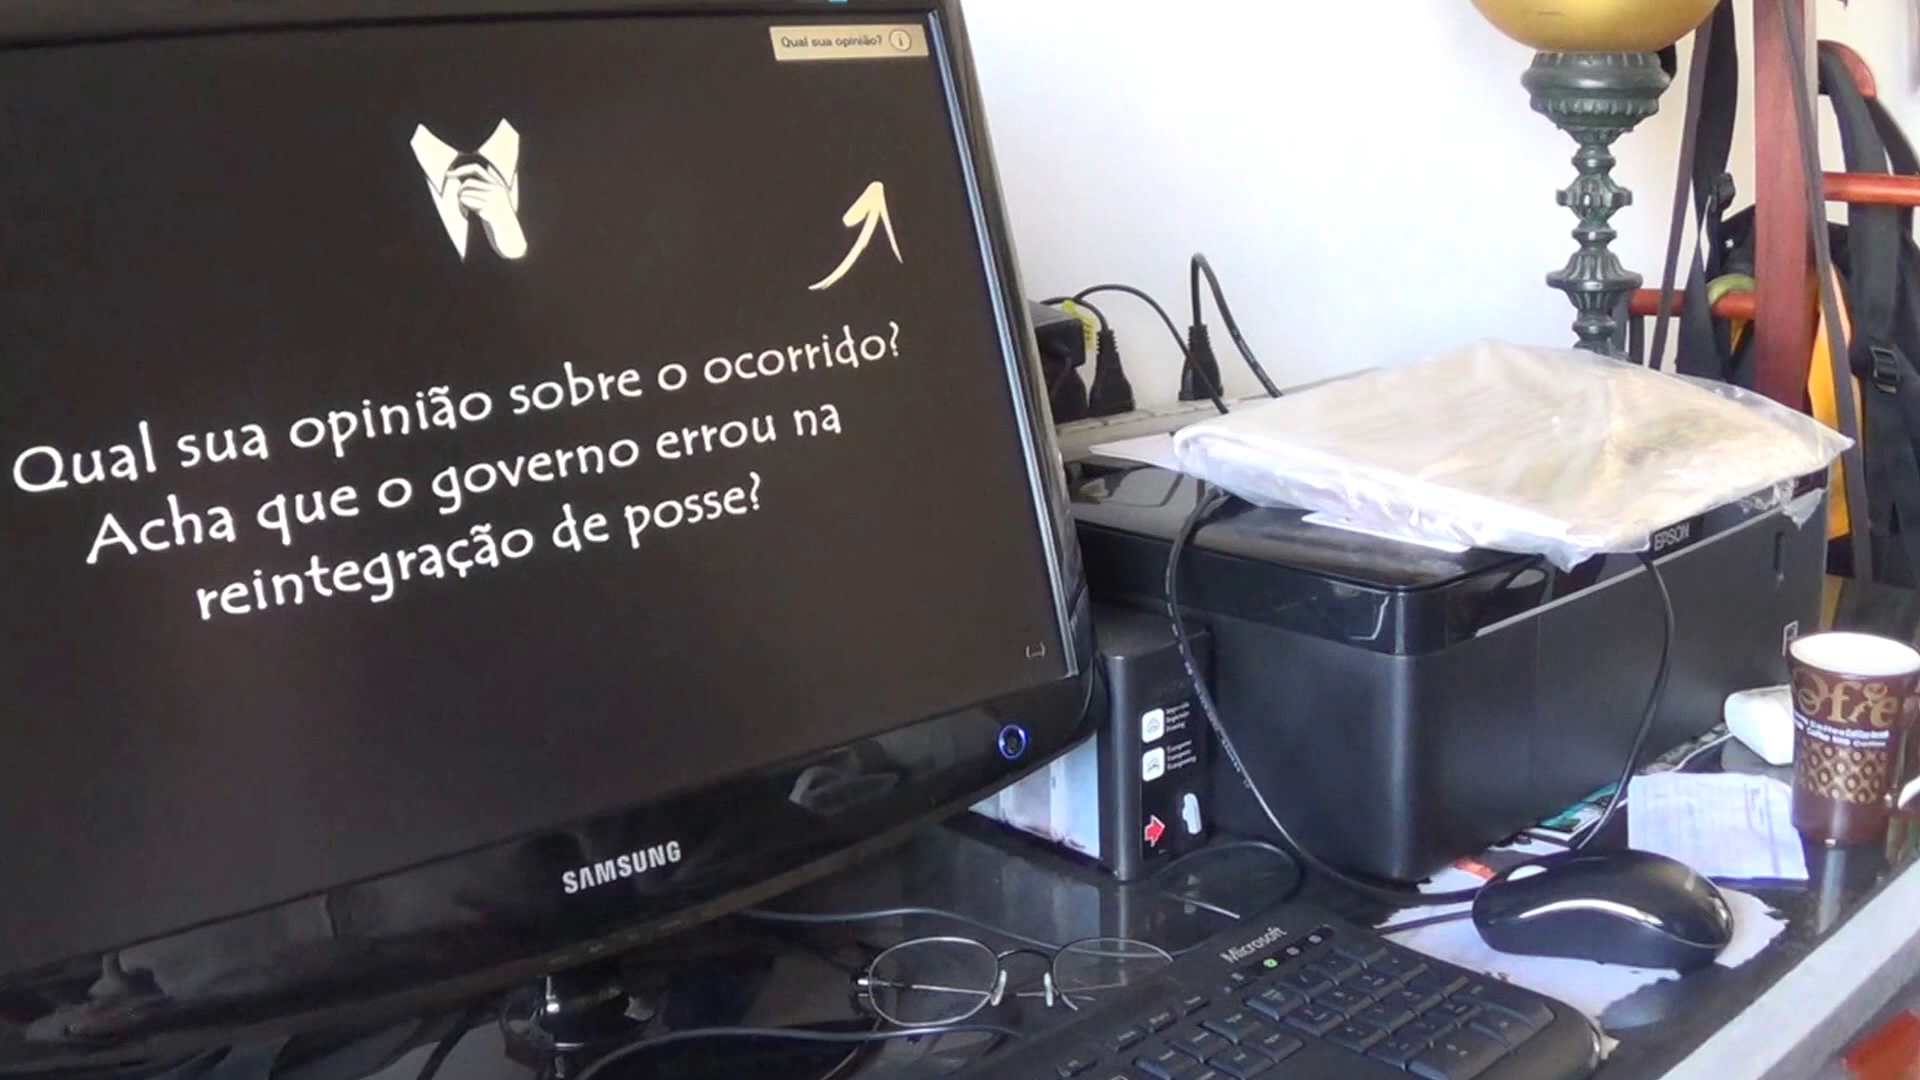 Qual sua opinião?
Qual sua opinião sobre o ocorrido?
Acha que o governo errou na
reintegração de posse?
SAMSUNG
EPSON
Microsoft